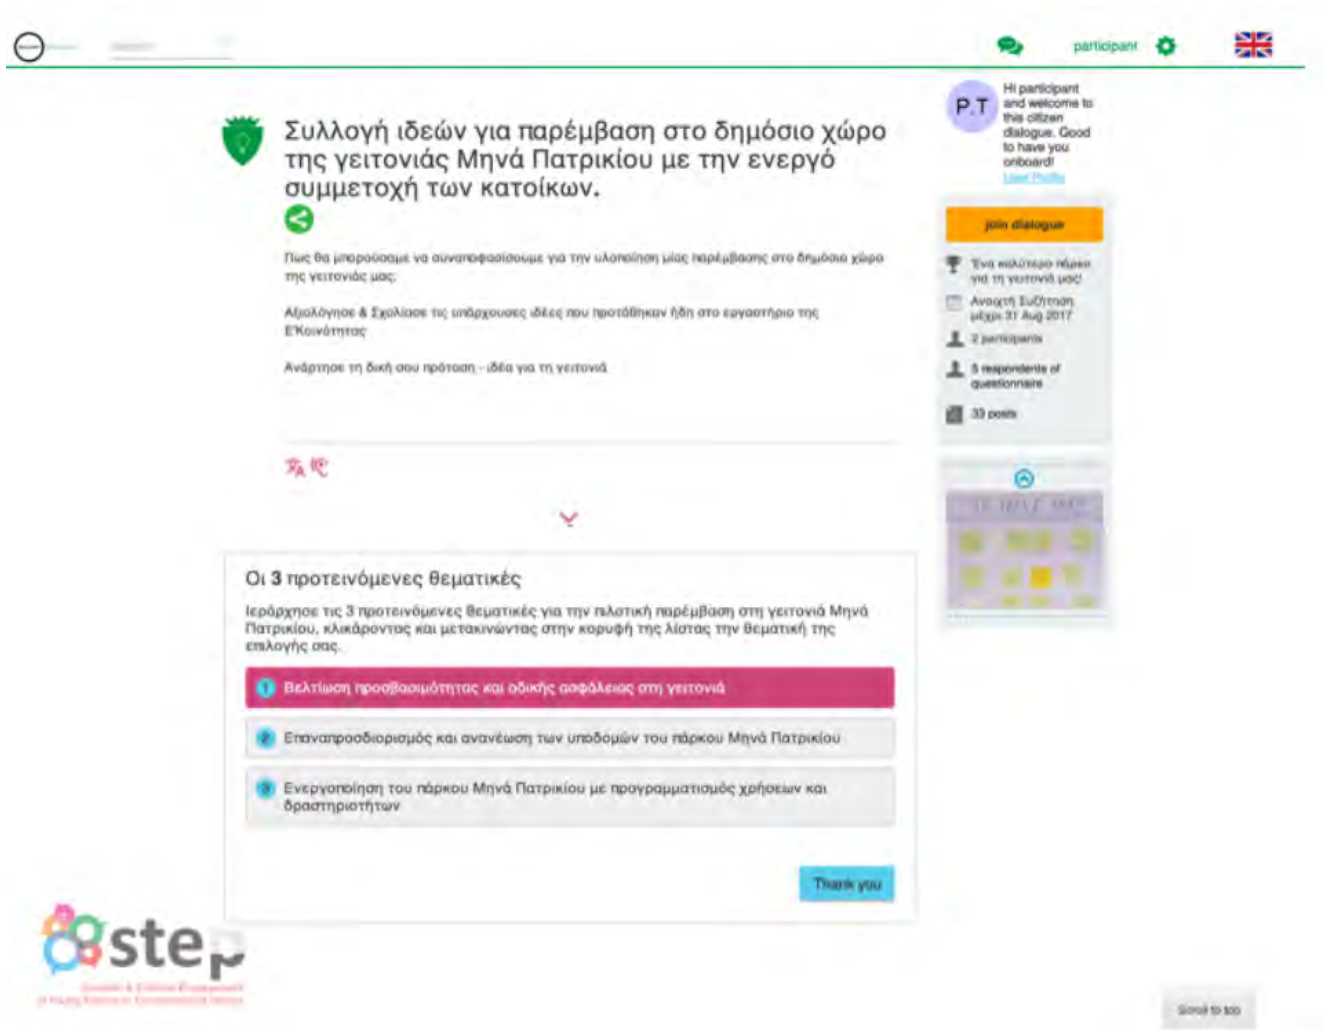 participant
P.T
Hi participant
and welcome to
this citizen
dialogue. Good
to have you
onboard!
User Profile
Συλλογή ιδεών για παρέμβαση στο δημόσιο χώρο
της γειτονιάς Μηνά Πατρικίου με την ενεργό
συμμετοχή των κατοίκων.
Πως θα μπορούσαμε να συναποφασίσουμε για την υλοποίηση μίας παρέμβασης στο δημόσιο χώρο
της γειτονιάς μας;
Αξιολόγησε & Σχολίασε τις υπάρχουσες ιδέες που προτάθηκαν ήδη στο εργαστήριο της
Ε'Κοινότητας
Ανάρτησε τη δική σου πρόταση - ιδέα για τη γειτονιά
join dialogue
Ένα καλύτερο πάρκο
για τη γειτονιά μας!
Ανοιχτή Συζήτηση
μέχρι 31 Aug 2017
2 participants
5 respondents of
questionnaire
33 posts
Οι 3 προτεινόμενες θεματικές
Ιεράρχησε τις 3 προτεινόμενες θεματικές για την πιλοτική παρέμβαση στη γειτονιά Μηνά
Πατρικίου, κλικάροντας και μετακινώντας στην κορυφή της λίστας την θεματική της
επιλογής σας.
1 Βελτίωση προσβασιμότητας και οδικής ασφάλειας στη γειτονιά
2 Επαναπροσδιορισμός και ανανέωση των υποδομών του πάρκου Μηνά Πατρικίου
3 Ενεργοποίηση του πάρκου Μηνά Πατρικίου με προγραμματισμός χρήσεων και
δραστηριοτήτων
Thank you
step
Scroll to top